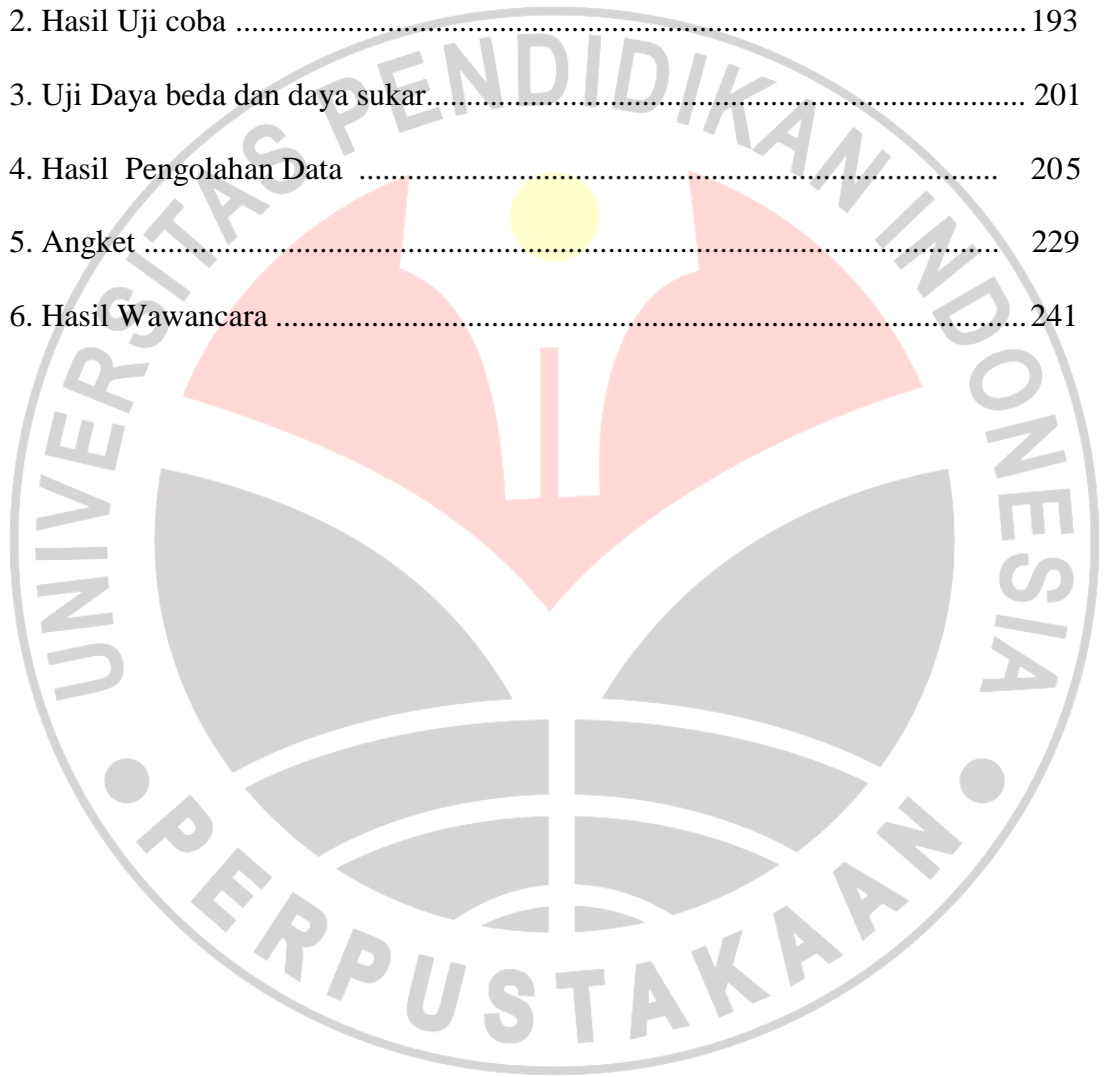 2. Hasil Uji coba ........................................................................................................ 193
3. Uji Daya beda dan daya sukar............................................................................ 201
4. Hasil  Pengolahan Data  .................................................................................. 205
5. Angket ............................................................................................................. 229
6. Hasil Wawancara ............................................................................................... 241
UNIVERSITAS PENDIDIKAN INDONESIA
PERPUSTAKAAN